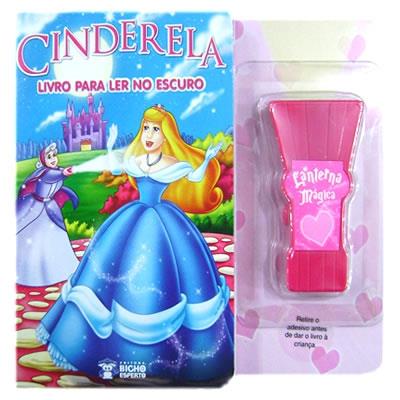 CINDERELA
LIVRO PARA LER NO ESCURO
Lanterna
Mágica
Retire o
adesivo antes
de dar o livro à
criança.
EDITORA
BICHO
ESPERTO